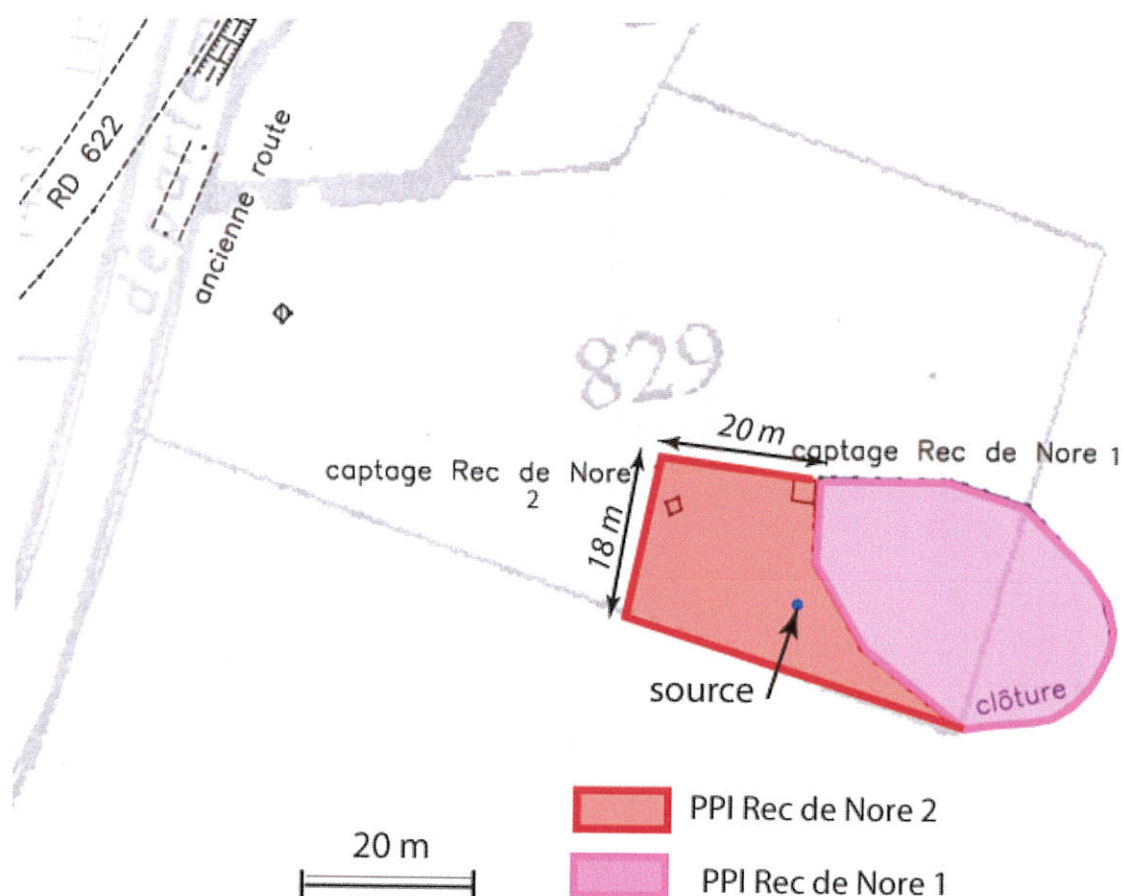 RD 622
départe
ancienne route
829
20 m
captage Rec de Nore 1
captage Rec de Nore
2
18 m
source
clôture
PPI Rec de Nore 2
20 m
PPI Rec de Nore 1